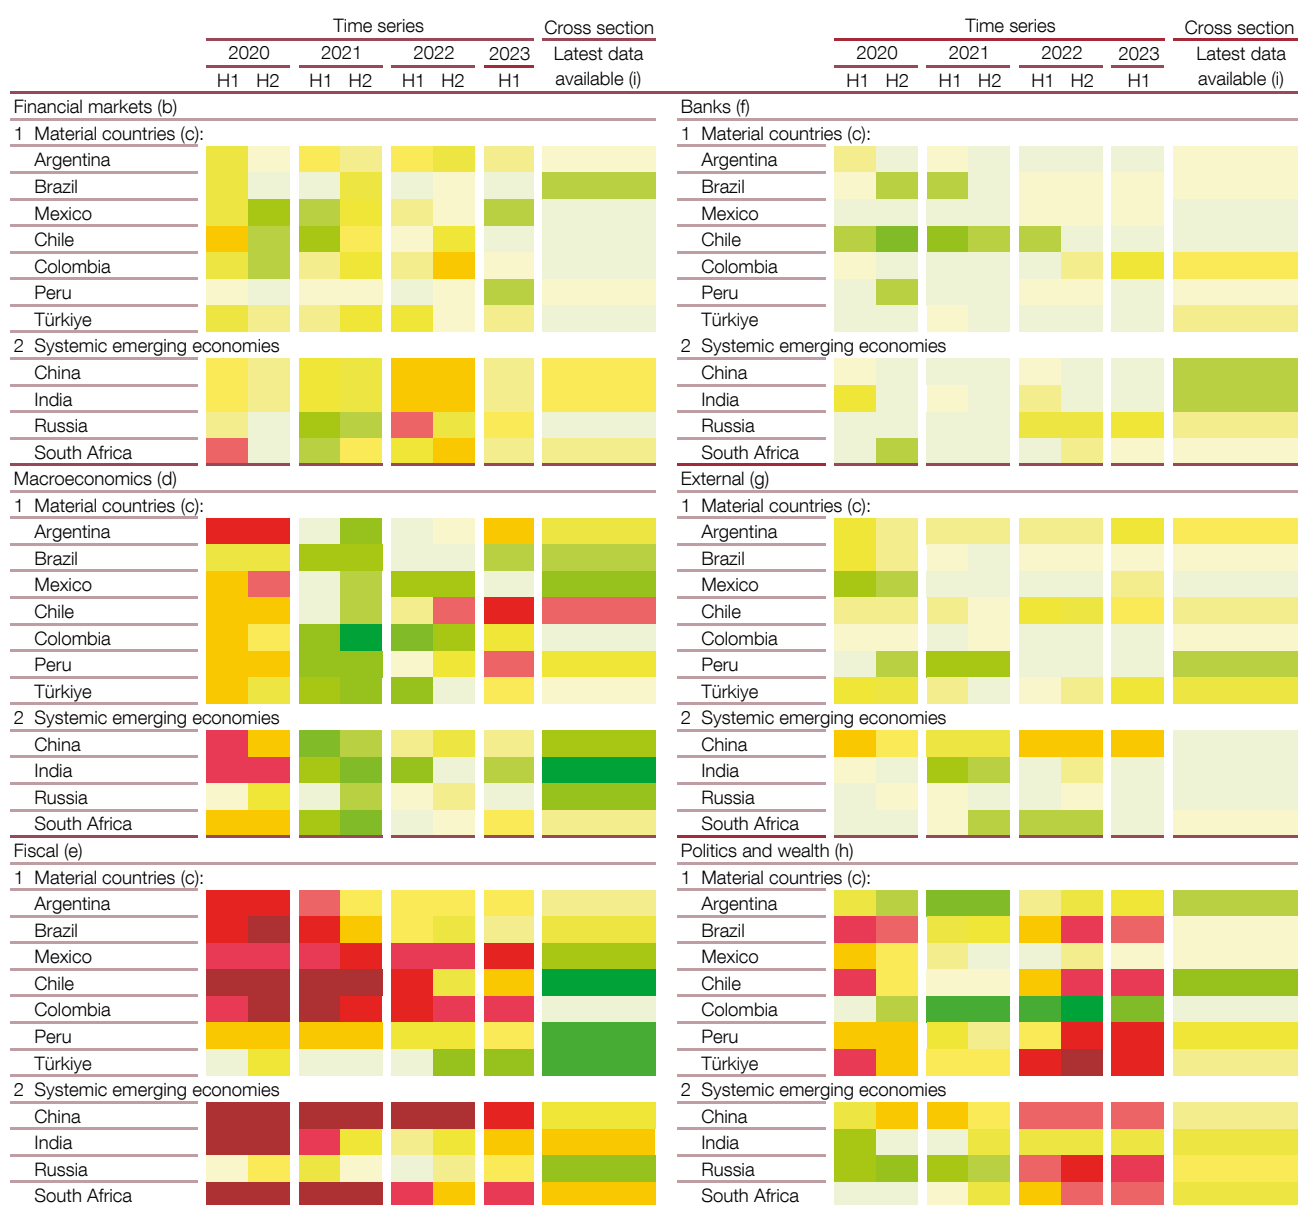 Time series Cross section
2020 2021 2022 2023 Latest data
H1 H2 H1 H2 H1 H2 H1 available (i)
Financial markets (b)
1 Material countries (c):
Argentina
Brazil
Mexico
Chile
Colombia
Peru
Türkiye
2 Systemic emerging economies
China
India
Russia
South Africa
Macroeconomics (d)
1 Material countries (c):
Argentina
Brazil
Mexico
Chile
Colombia
Peru
Türkiye
2 Systemic emerging economies
China
India
Russia
South Africa
Fiscal (e)
1 Material countries (c):
Argentina
Brazil
Mexico
Chile
Colombia
Peru
Türkiye
2 Systemic emerging economies
China
India
Russia
South Africa
Time series Cross section
2020 2021 2022 2023 Latest data
H1 H2 H1 H2 H1 H2 H1 available (i)
Banks (f)
1 Material countries (c):
Argentina
Brazil
Mexico
Chile
Colombia
Peru
Türkiye
2 Systemic emerging economies
China
India
Russia
South Africa
External (g)
1 Material countries (c):
Argentina
Brazil
Mexico
Chile
Colombia
Peru
Türkiye
2 Systemic emerging economies
China
India
Russia
South Africa
Politics and wealth (h)
1 Material countries (c):
Argentina
Brazil
Mexico
Chile
Colombia
Peru
Türkiye
2 Systemic emerging economies
China
India
Russia
South Africa